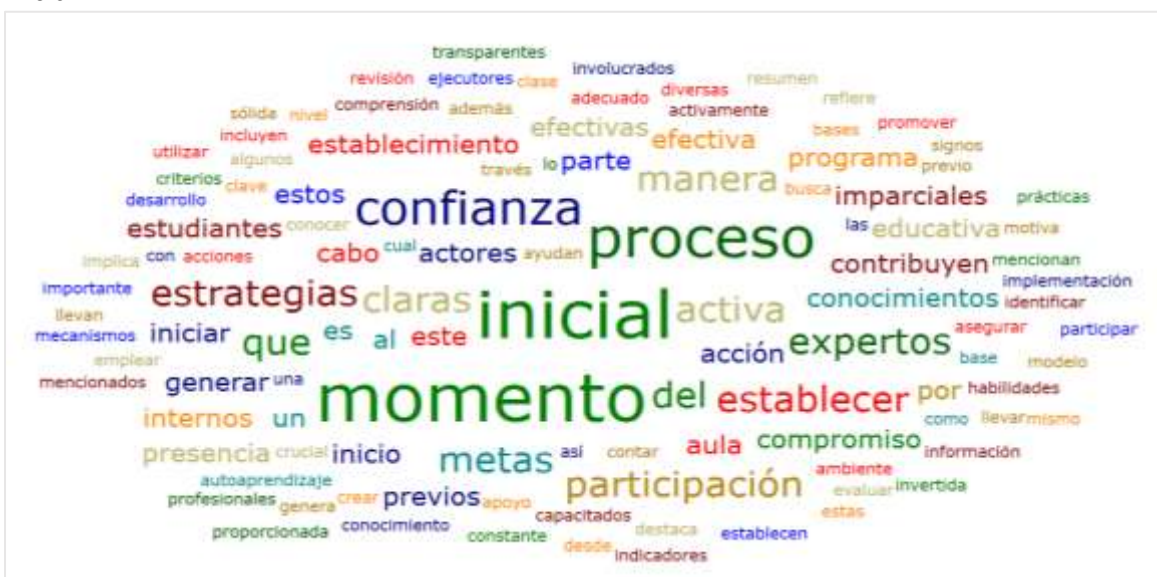 transparentes
revisión ejecutores clase involucrados resumen
sólida nivel comprensión además adecuado diversas activamente refiere
utilizar incluyen algunos establecimiento efectivas efectiva bases promover signos
criterios clave través lo parte manera programa previo
desarrollo estos confianza busca imparciales prácticas
estudiantes conocer proceso las educativa motiva
implica con acciones cabo cual actores ayudan contribuyen mencionan
importante estrategias claras inicial activa conocimientos implementación identificar
llevan
mecanismos iniciar que es al este acción expertos asegurar participar
emplear base modelo
mencionados generar una momento del establecer por habilidades
internos un como llevar mismo
presencia crucial inicio metas así contar aula compromiso información
autoaprendizaje participación ambiente
profesionales genera crear previos apoyo evaluar invertida
proporcionada conocimiento constante capacitados destaca establecen estas
desde indicadores